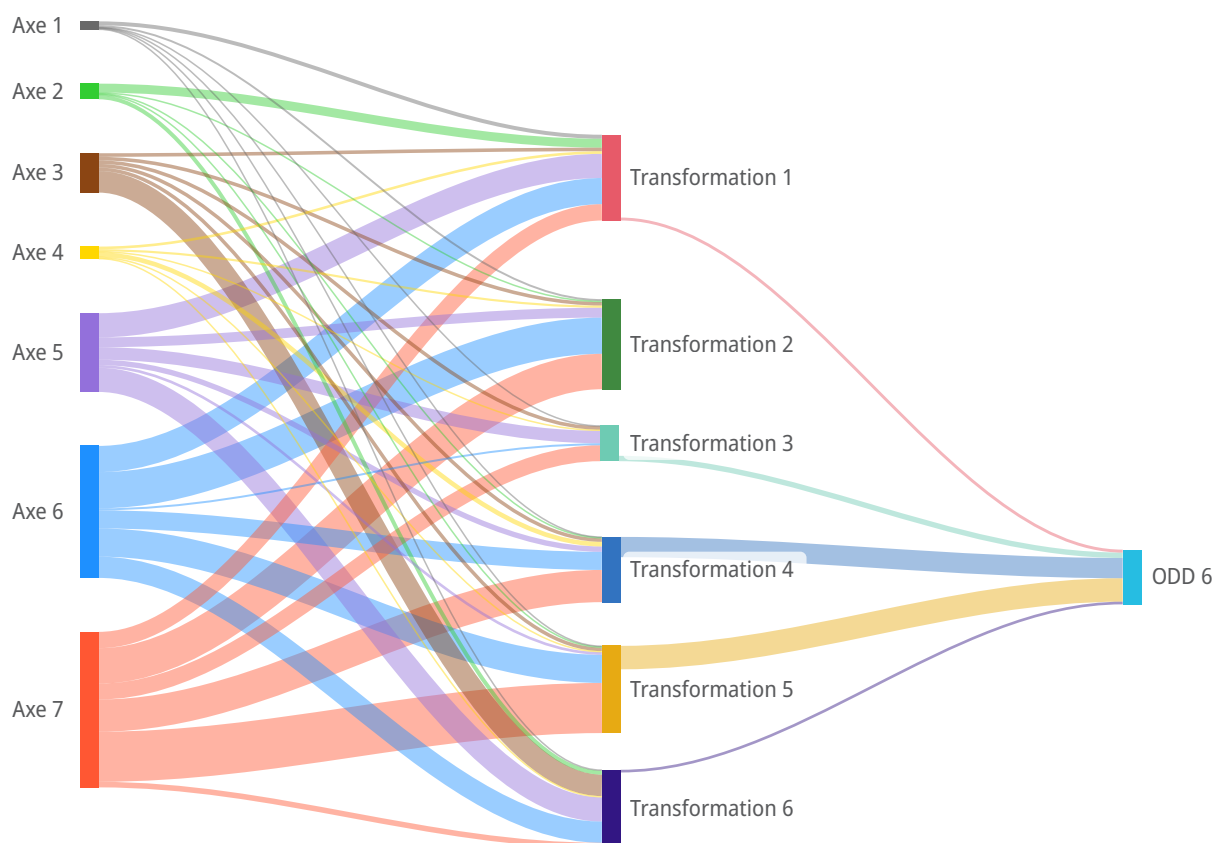 Axe 1
Axe 2
Axe 3
Axe 4
Axe 5
Axe 6
Axe 7
Transformation 1
Transformation 2
Transformation 3
Transformation 4
Transformation 5
Transformation 6
ODD 6